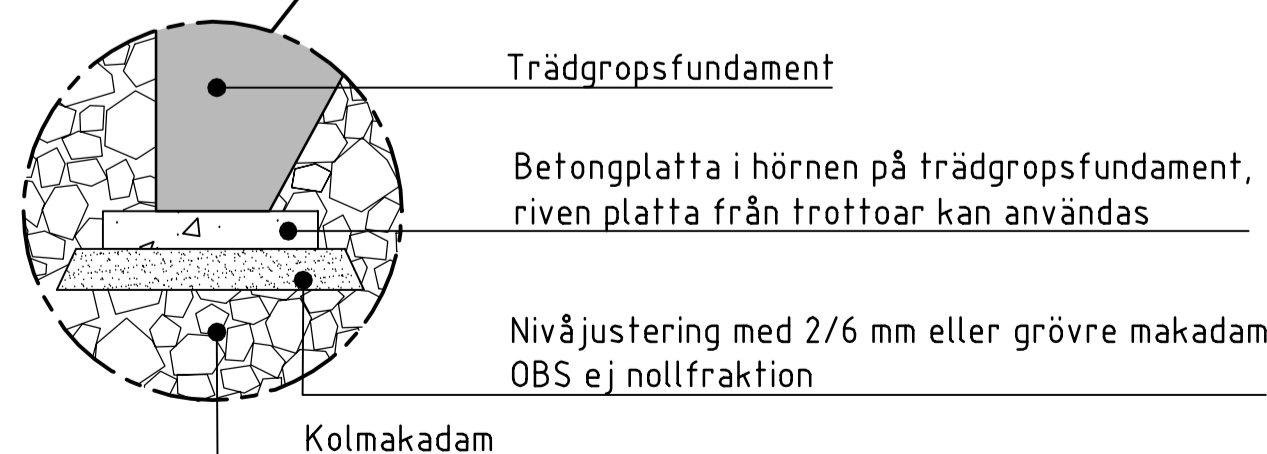 Trädgropsfundament
Betongplatta i hörnen på trädgropsfundament,
riven platta från trottoar kan användas
Nivåjustering med 2/6 mm eller grövre makadam
OBS ej nollfraktion
Kolmakadam